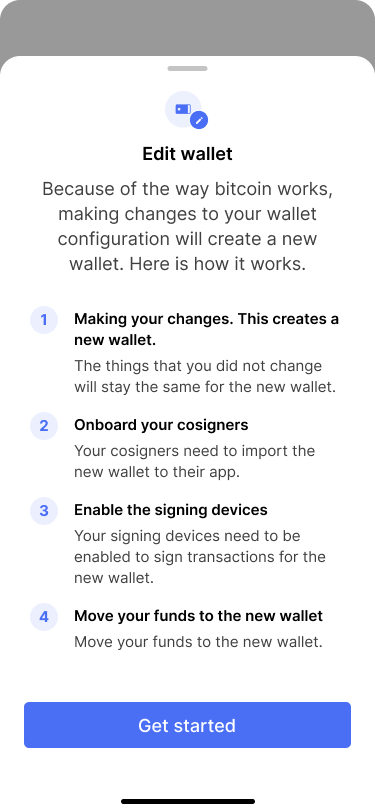 Edit wallet
Because of the way bitcoin works,
making changes to your wallet
configuration will create a new
wallet. Here is how it works.
1
Making your changes. This creates a
new wallet.
The things that you did not change
will stay the same for the new wallet.
2
Onboard your cosigners
Your cosigners need to import the
new wallet to their app.
3
Enable the signing devices
Your signing devices need to be
enabled to sign transactions for the
new wallet.
4
Move your funds to the new wallet
Move your funds to the new wallet.
Get started